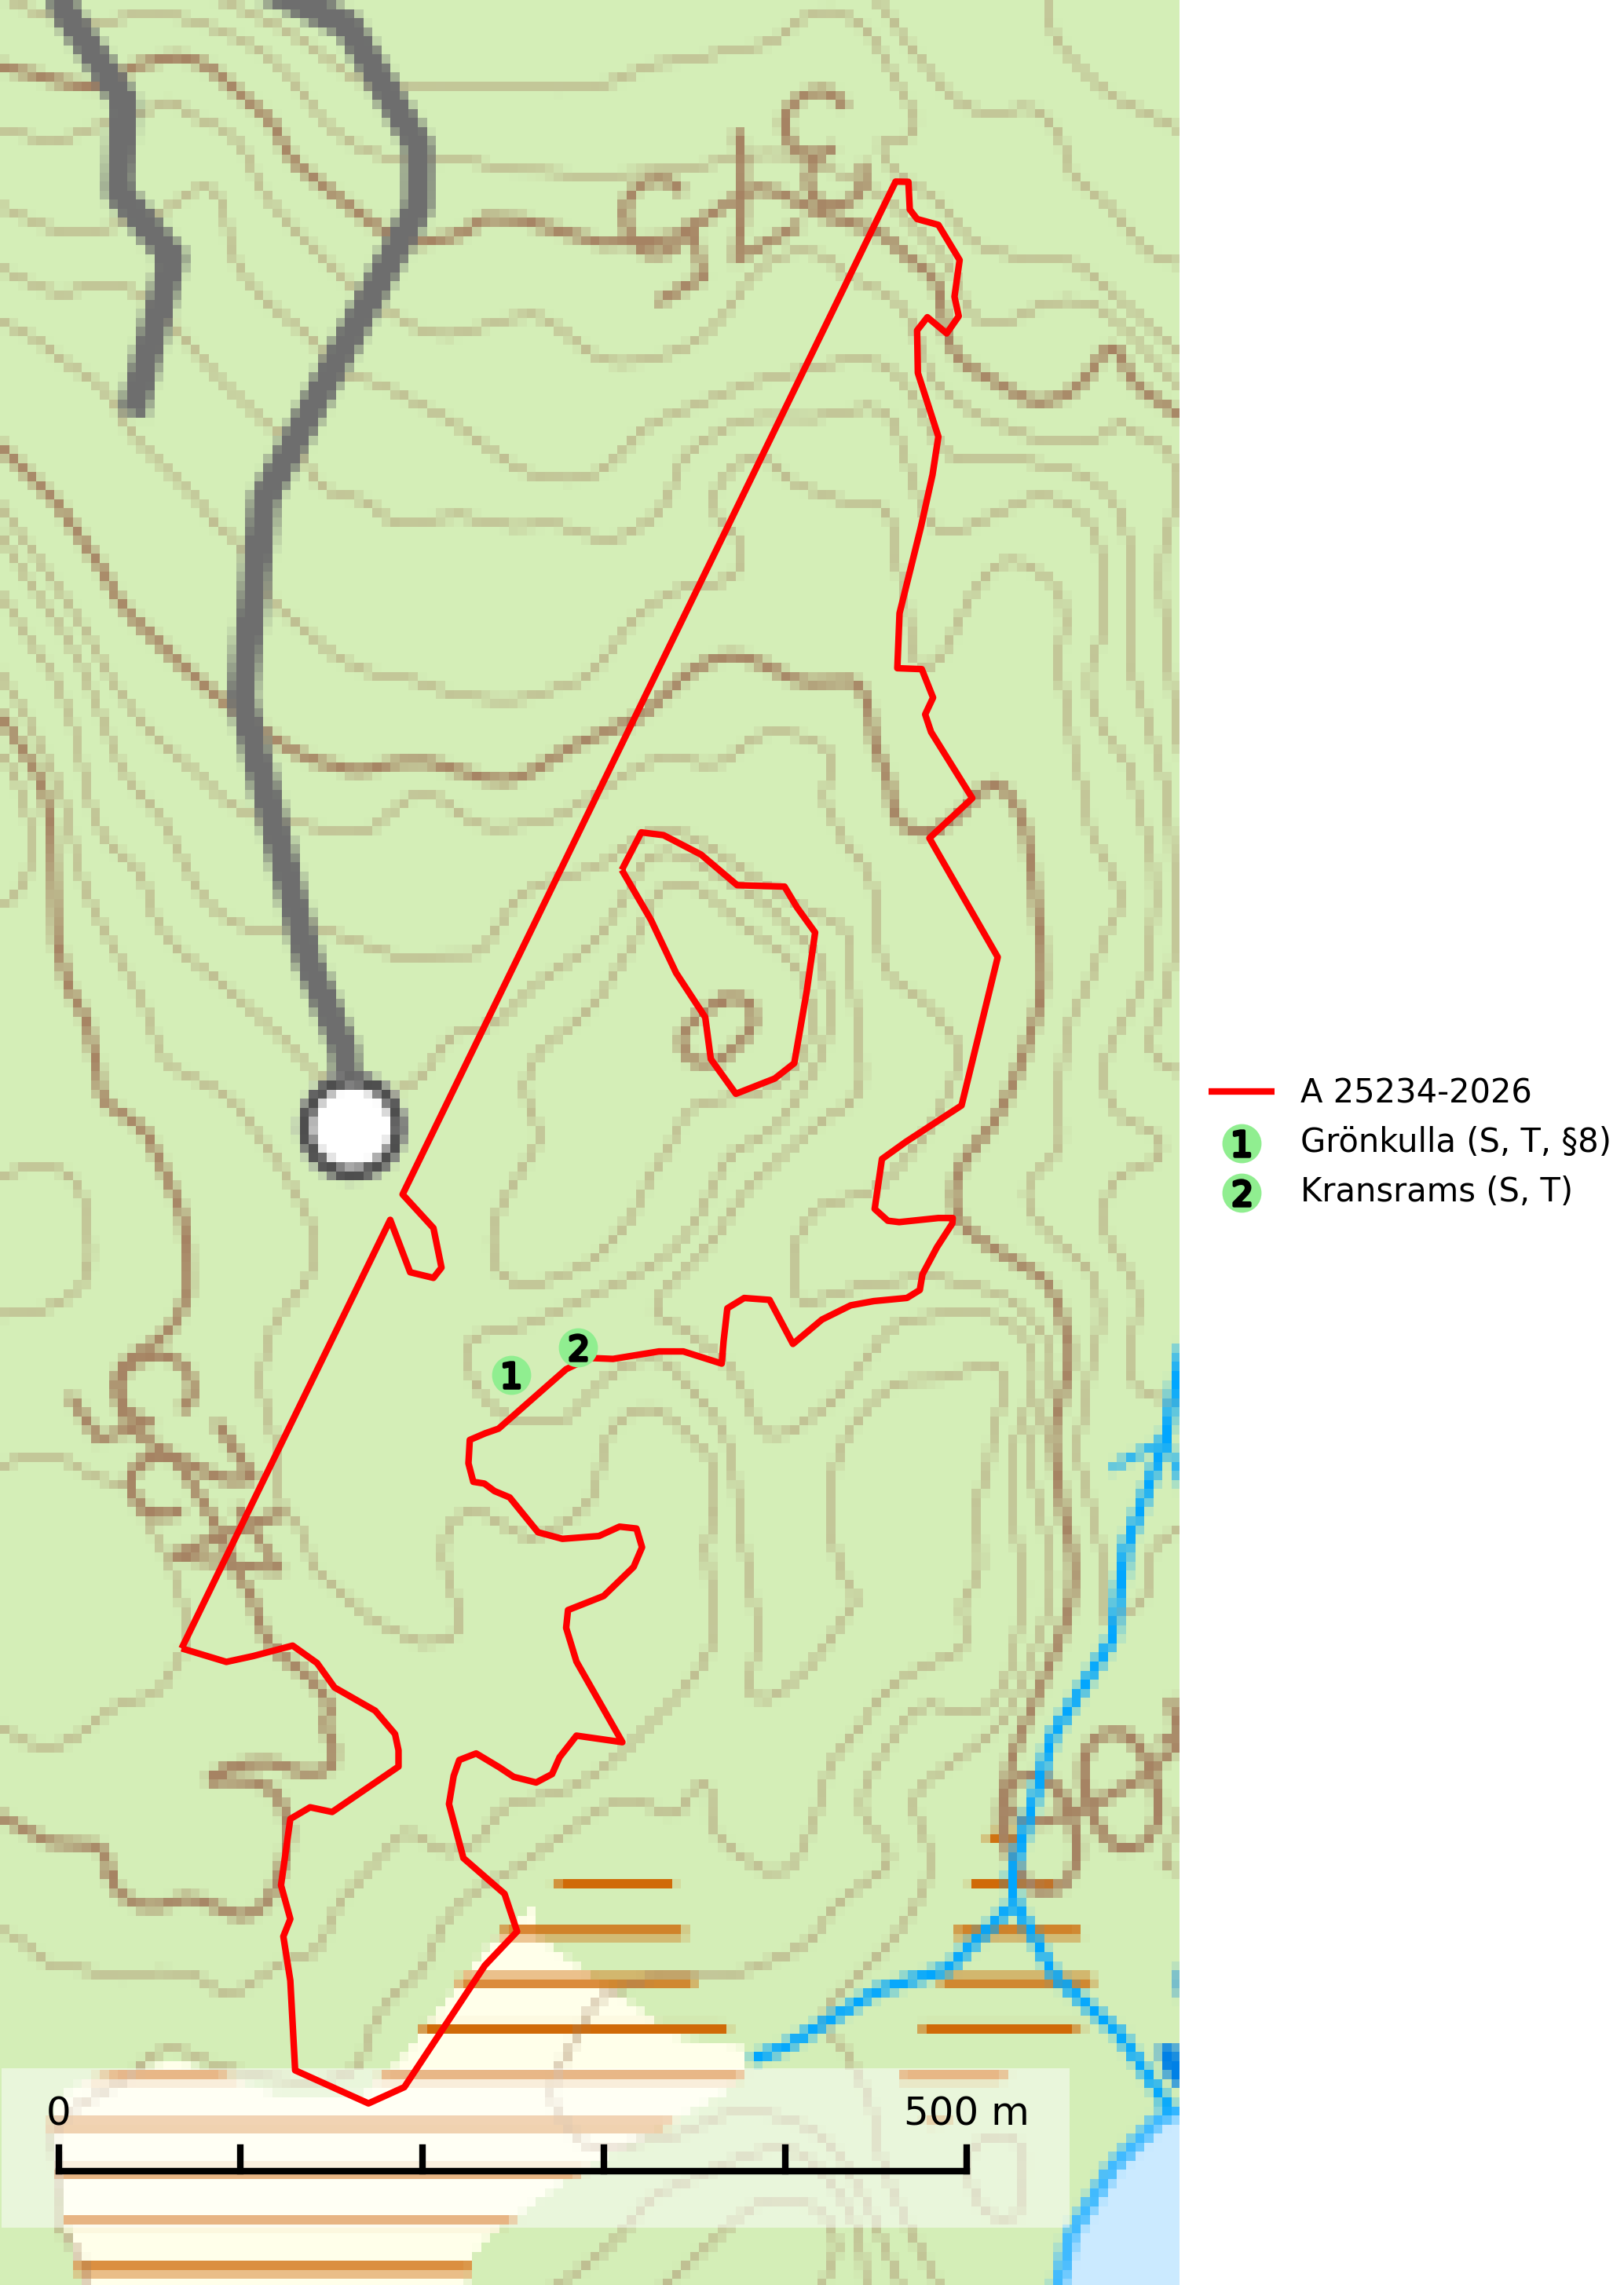 A 25234-2026
1 Grönkulla (S, T, §8)
2 Kransrams (S, T)
2
1
0 500 m